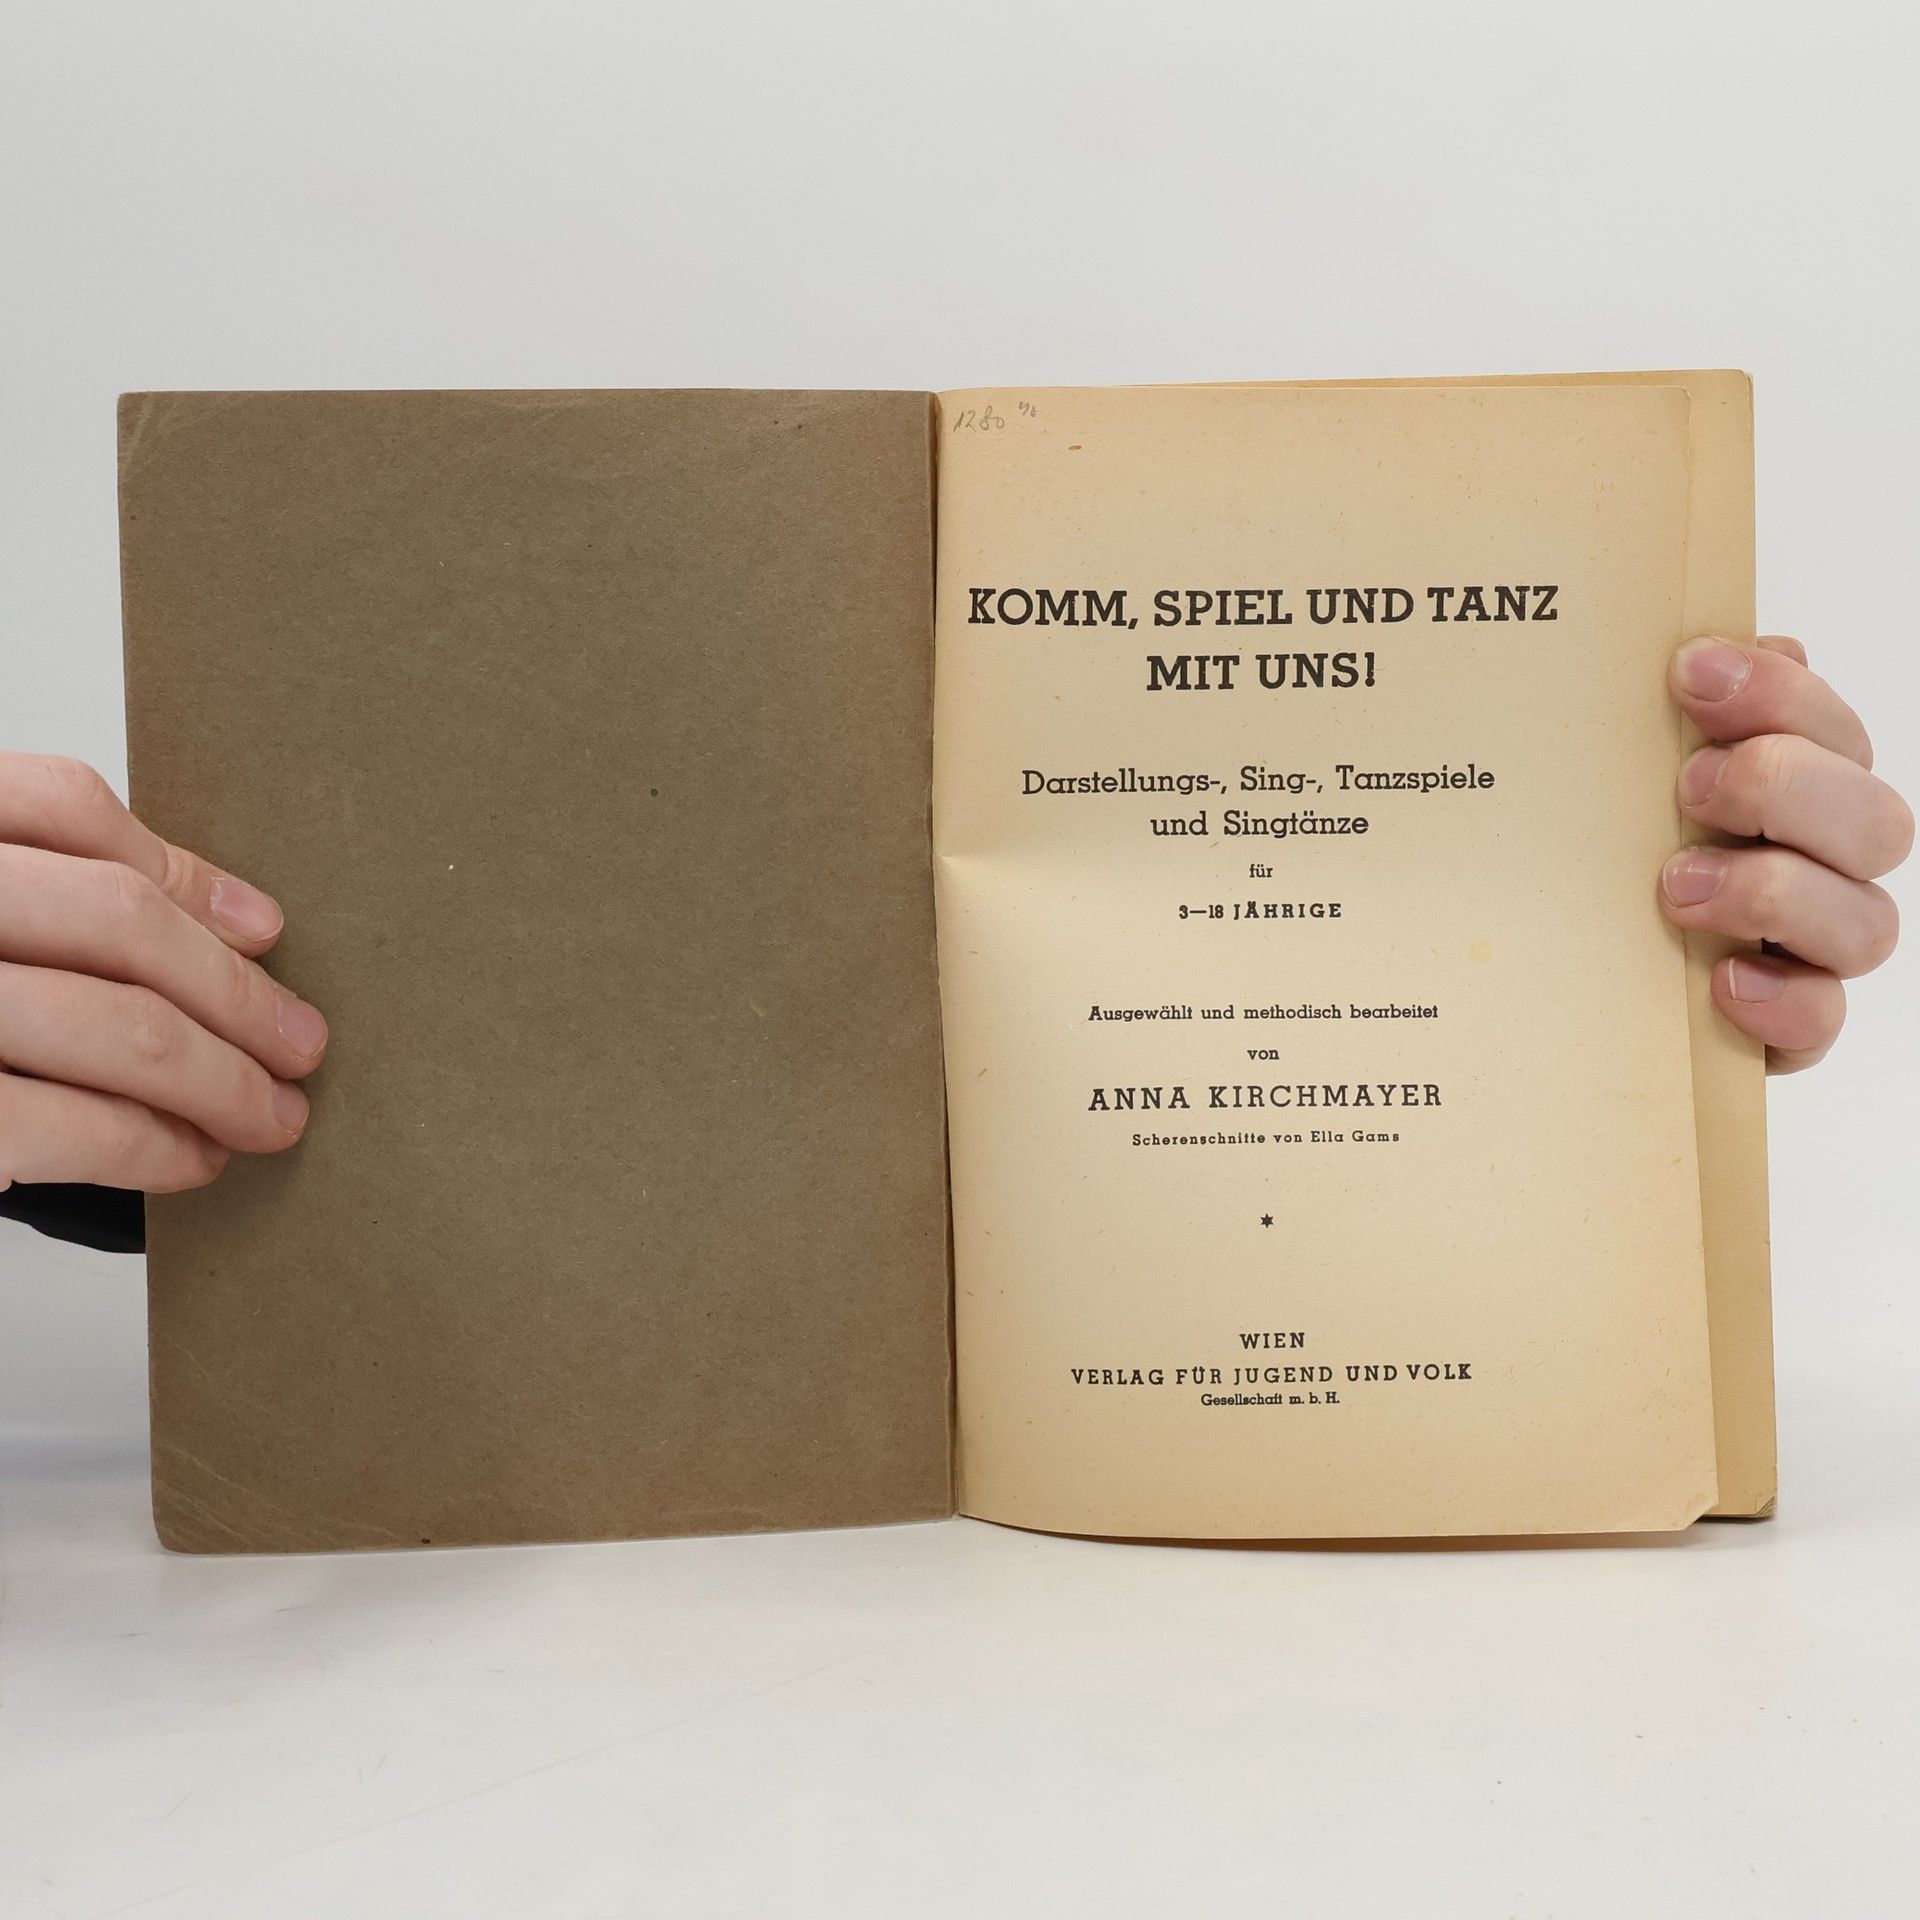 1280
KOMM, SPIEL UND TANZ
MIT UNS!
Darstellungs-, Sing-, Tanzspiele
und Singtänze
für
3—18 JÄHRIGE
Ausgewählt und methodisch bearbeitet
von
ANNA KIRCHMAYER
Scherenschnitte von Ella Gams
WIEN
VERLAG FÜR JUGEND UND VOLK
Gesellschaft m. b. H.